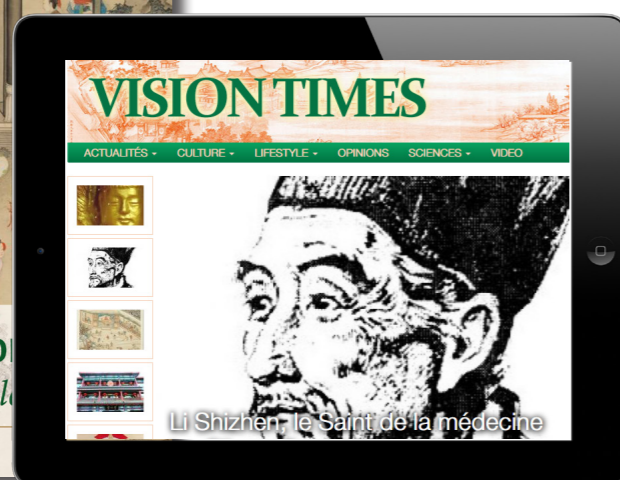 VISION TIMES
ACTUALITÉS CULTURE LIFESTYLE OPINIONS SCIENCES VIDEO
Li Shizhen, le Saint de la médecine